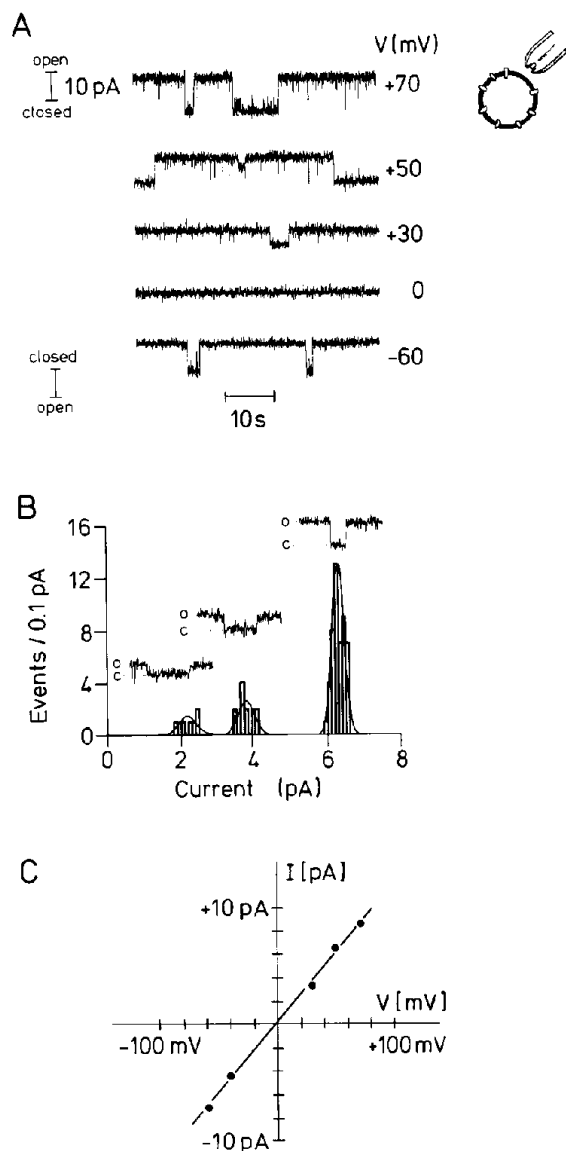 A
V (mV)
open
10 pA
closed
+70
+50
+30
0
closed
-60
open
10s
B
16
12
8
4
0
Events / 0.1 pA
o
c
o
c
o
c
0 2 4 6 8
Current (pA)
C
I [pA]
+10 pA
V [mV]
-100 mV
+100 mV
-10 pA